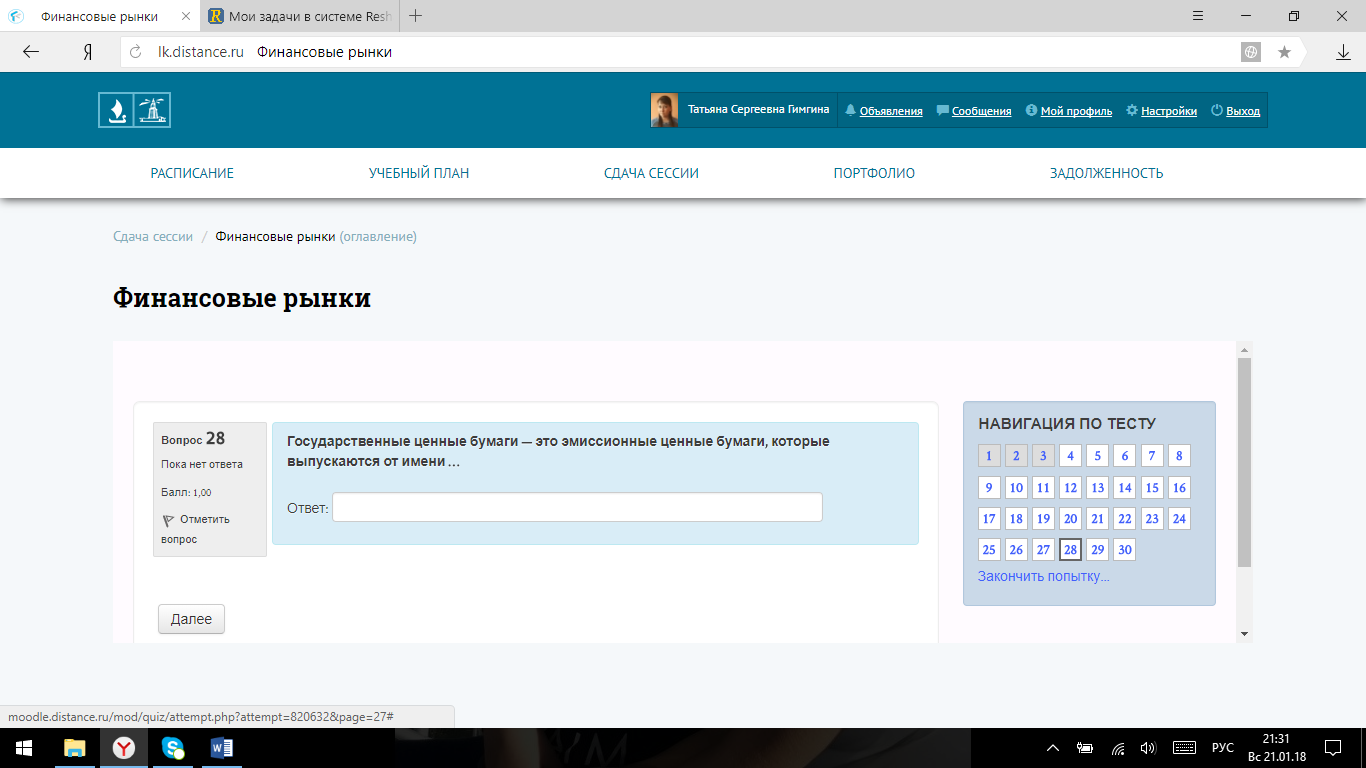 Финансовые рынки
Мои задачи в системе Resh
Я
lk.distance.ru Финансовые рынки
Татьяна Сергеевна Гимгина Объявления Сообщения Мой профиль Настройки Выход
РАСПИСАНИЕ УЧЕБНЫЙ ПЛАН СДАЧА СЕССИИ ПОРТФОЛИО ЗАДОЛЖЕННОСТЬ
Сдача сессии / Финансовые рынки (оглавление)
Финансовые рынки
Вопрос 28
Пока нет ответа
Балл: 1,00
Отметить
вопрос
Государственные ценные бумаги — это эмиссионные ценные бумаги, которые
выпускаются от имени ...
Ответ:
Далее
НАВИГАЦИЯ ПО ТЕСТУ
1 2 3 4 5 6 7 8
9 10 11 12 13 14 15 16
17 18 19 20 21 22 23 24
25 26 27 28 29 30
Закончить попытку...
moodle.distance.ru/mod/quiz/attempt.php?attempt=820632&page=27#
РУС
21:31
Вс 21.01.18